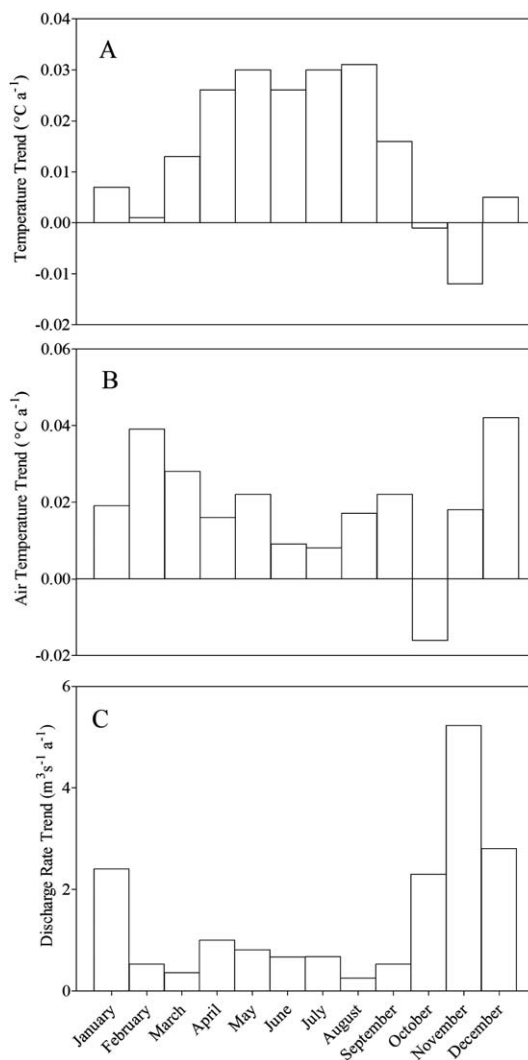 A
Temperature Trend (°C a⁻¹)
0.04
0.03
0.02
0.01
0.00
-0.01
-0.02
B
Air Temperature Trend (°C a⁻¹)
0.06
0.04
0.02
0.00
-0.02
C
Discharge Rate Trend (m³s⁻¹ a⁻¹)
6
4
2
0
January
February
March
April
May
June
July
August
September
October
November
December